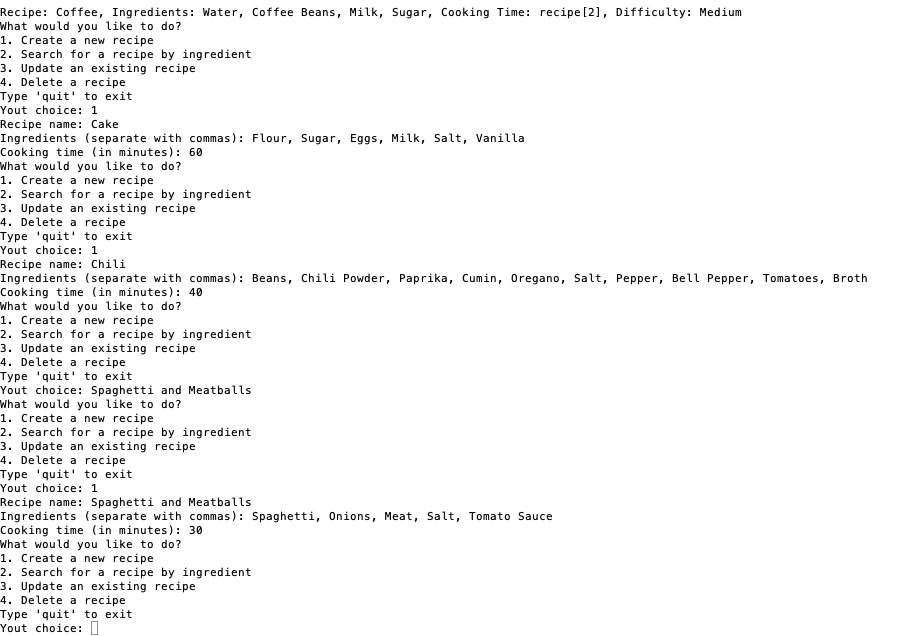 Recipe: Coffee, Ingredients: Water, Coffee Beans, Milk, Sugar, Cooking Time: recipe[2], Difficulty: Medium
What would you like to do?
1. Create a new recipe
2. Search for a recipe by ingredient
3. Update an existing recipe
4. Delete a recipe
Type 'quit' to exit
Yout choice: 1
Recipe name: Cake
Ingredients (separate with commas): Flour, Sugar, Eggs, Milk, Salt, Vanilla
Cooking time (in minutes): 60
What would you like to do?
1. Create a new recipe
2. Search for a recipe by ingredient
3. Update an existing recipe
4. Delete a recipe
Type 'quit' to exit
Yout choice: 1
Recipe name: Chili
Ingredients (separate with commas): Beans, Chili Powder, Paprika, Cumin, Oregano, Salt, Pepper, Bell Pepper, Tomatoes, Broth
Cooking time (in minutes): 40
What would you like to do?
1. Create a new recipe
2. Search for a recipe by ingredient
3. Update an existing recipe
4. Delete a recipe
Type 'quit' to exit
Yout choice: Spaghetti and Meatballs
What would you like to do?
1. Create a new recipe
2. Search for a recipe by ingredient
3. Update an existing recipe
4. Delete a recipe
Type 'quit' to exit
Yout choice: 1
Recipe name: Spaghetti and Meatballs
Ingredients (separate with commas): Spaghetti, Onions, Meat, Salt, Tomato Sauce
Cooking time (in minutes): 30
What would you like to do?
1. Create a new recipe
2. Search for a recipe by ingredient
3. Update an existing recipe
4. Delete a recipe
Type 'quit' to exit
Yout choice: